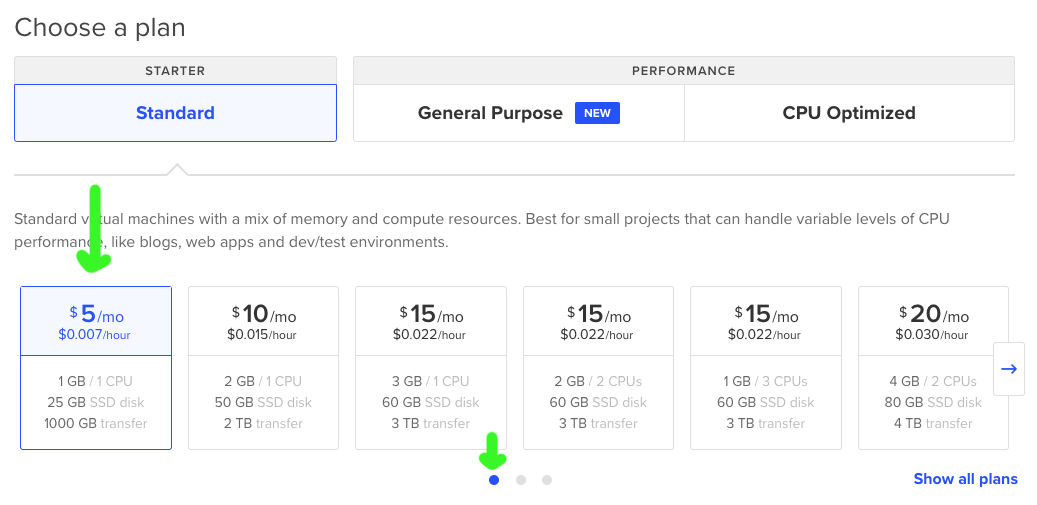 Choose a plan
STARTER
PERFORMANCE
Standard
General Purpose NEW
CPU Optimized
Standard virtual machines with a mix of memory and compute resources. Best for small projects that can handle variable levels of CPU
performance, like blogs, web apps and dev/test environments.
$5/mo
$0.007/hour
1 GB / 1 CPU
25 GB SSD disk
1000 GB transfer
$10/mo
$0.015/hour
2 GB / 1 CPU
50 GB SSD disk
2 TB transfer
$15/mo
$0.022/hour
3 GB / 1 CPU
60 GB SSD disk
3 TB transfer
$15/mo
$0.022/hour
2 GB / 2 CPUs
60 GB SSD disk
3 TB transfer
$15/mo
$0.022/hour
1 GB / 3 CPUs
60 GB SSD disk
3 TB transfer
$20/mo
$0.030/hour
4 GB / 2 CPUs
80 GB SSD disk
4 TB transfer
Show all plans